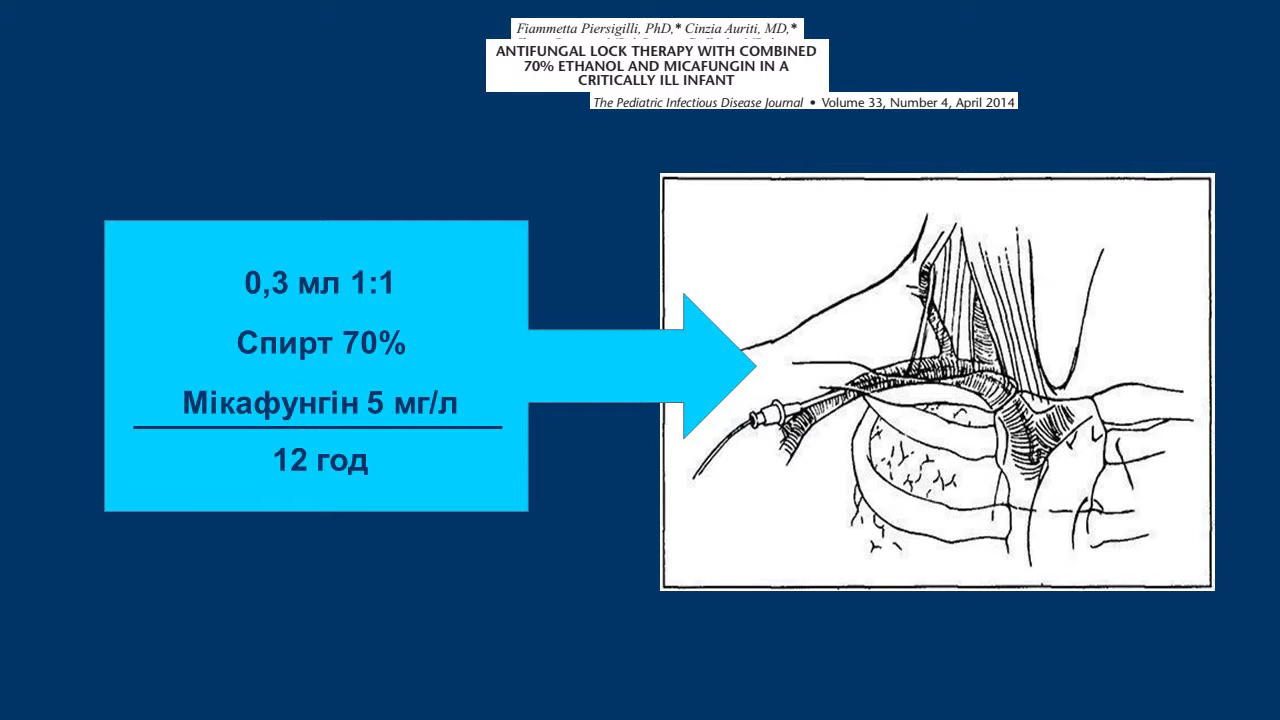 Fiammetta Piersigilli, PhD,* Cinzia Auriti, MD,*
ANTIFUNGAL LOCK THERAPY WITH COMBINED
70% ETHANOL AND MICAFUNGIN IN A
CRITICALLY ILL INFANT
The Pediatric Infectious Disease Journal • Volume 33, Number 4, April 2014
0,3 мл 1:1
Спирт 70%
Мікафунгін 5 мг/л
12 год